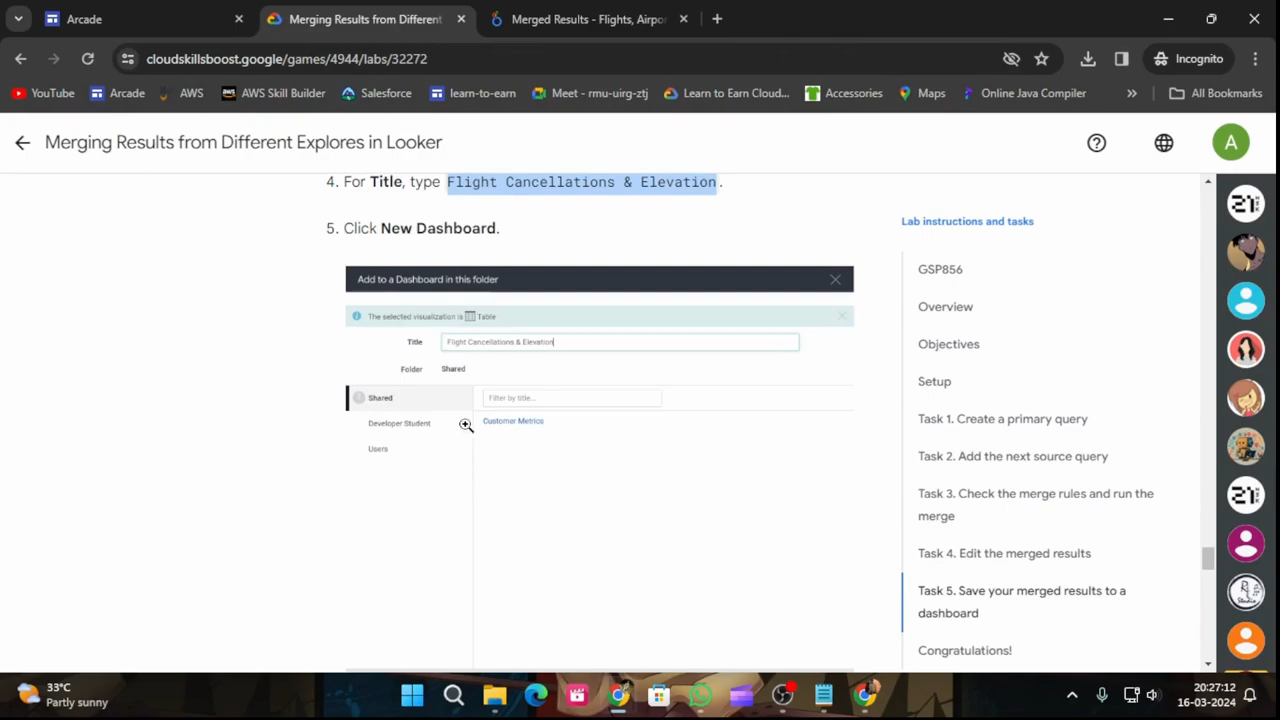 Arcade
Merging Results from Different
Merged Results - Flights, Airpor
cloudskillsboost.google/games/4944/labs/32272
Incognito
YouTube
Arcade
AWS
AWS Skill Builder
Salesforce
learn-to-earn
Meet - rmu-uirg-ztj
Learn to Earn Cloud...
Accessories
Maps
Online Java Compiler
»
All Bookmarks
Merging Results from Different Explores in Looker
A
4. For Title, type Flight Cancellations & Elevation.
5. Click New Dashboard.
Add to a Dashboard in this folder
The selected visualization is Table
Title
Flight Cancellations & Elevation
Folder
Shared
Shared
Filter by title...
Developer Student
Customer Metrics
Users
Lab instructions and tasks
GSP856
Overview
Objectives
Setup
Task 1. Create a primary query
Task 2. Add the next source query
Task 3. Check the merge rules and run the
merge
Task 4. Edit the merged results
Task 5. Save your merged results to a
dashboard
Congratulations!
33°C
Partly sunny
20:27:12
16-03-2024